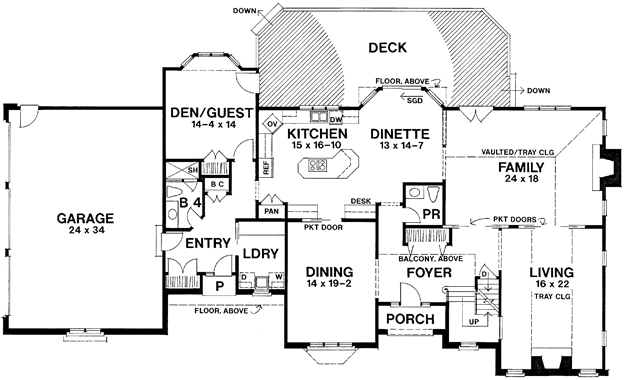 DOWN
DECK
FLOOR, ABOVE
SGD
DOWN
DEN/GUEST
14-4 x 14
OV
DW
KITCHEN
15 x 16-10
DINETTE
13 x 14-7
VAULTED/TRAY CLG
FAMILY
24 x 18
REF
SH
B C
B 4
DESK
PAN
PR
PKT DOOR
PKT DOORS
GARAGE
24 x 34
ENTRY
LDRY
BALCONY, ABOVE
DINING
14 x 19-2
FOYER
LIVING
16 x 22
TRAY CLG
D
D
W
P
FLOOR, ABOVE
PORCH
UP